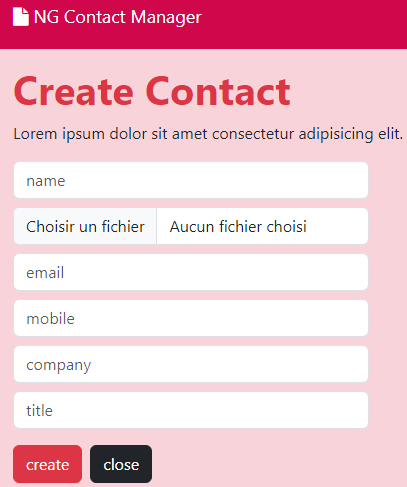 NG Contact Manager
Create Contact
Lorem ipsum dolor sit amet consectetur adipisicing elit.
name
Choisir un fichier Aucun fichier choisi
email
mobile
company
title
create close